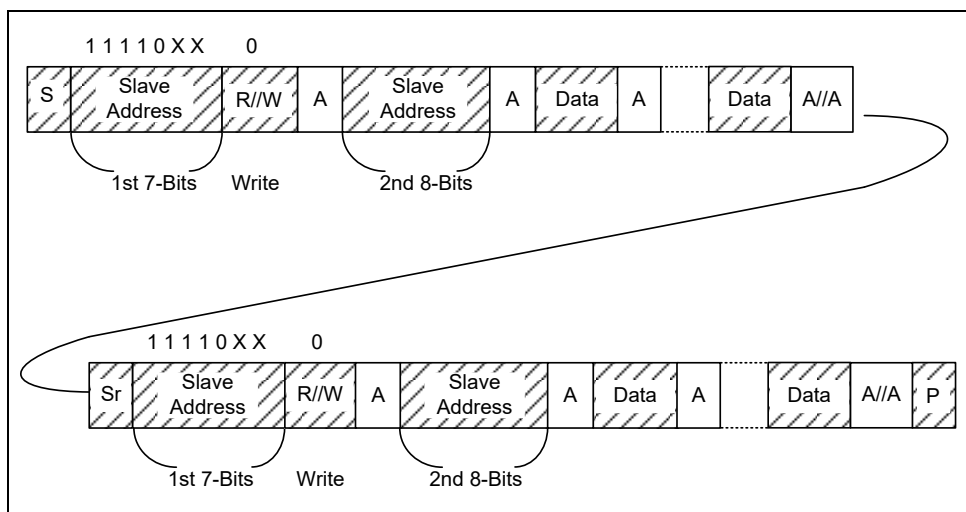 1 1 1 1 0 X X 0
S Slave Address R//W A Slave Address A Data A Data A//A
1st 7-Bits Write 2nd 8-Bits
1 1 1 1 0 X X 0
Sr Slave Address R//W A Slave Address A Data A Data A//A P
1st 7-Bits Write 2nd 8-Bits